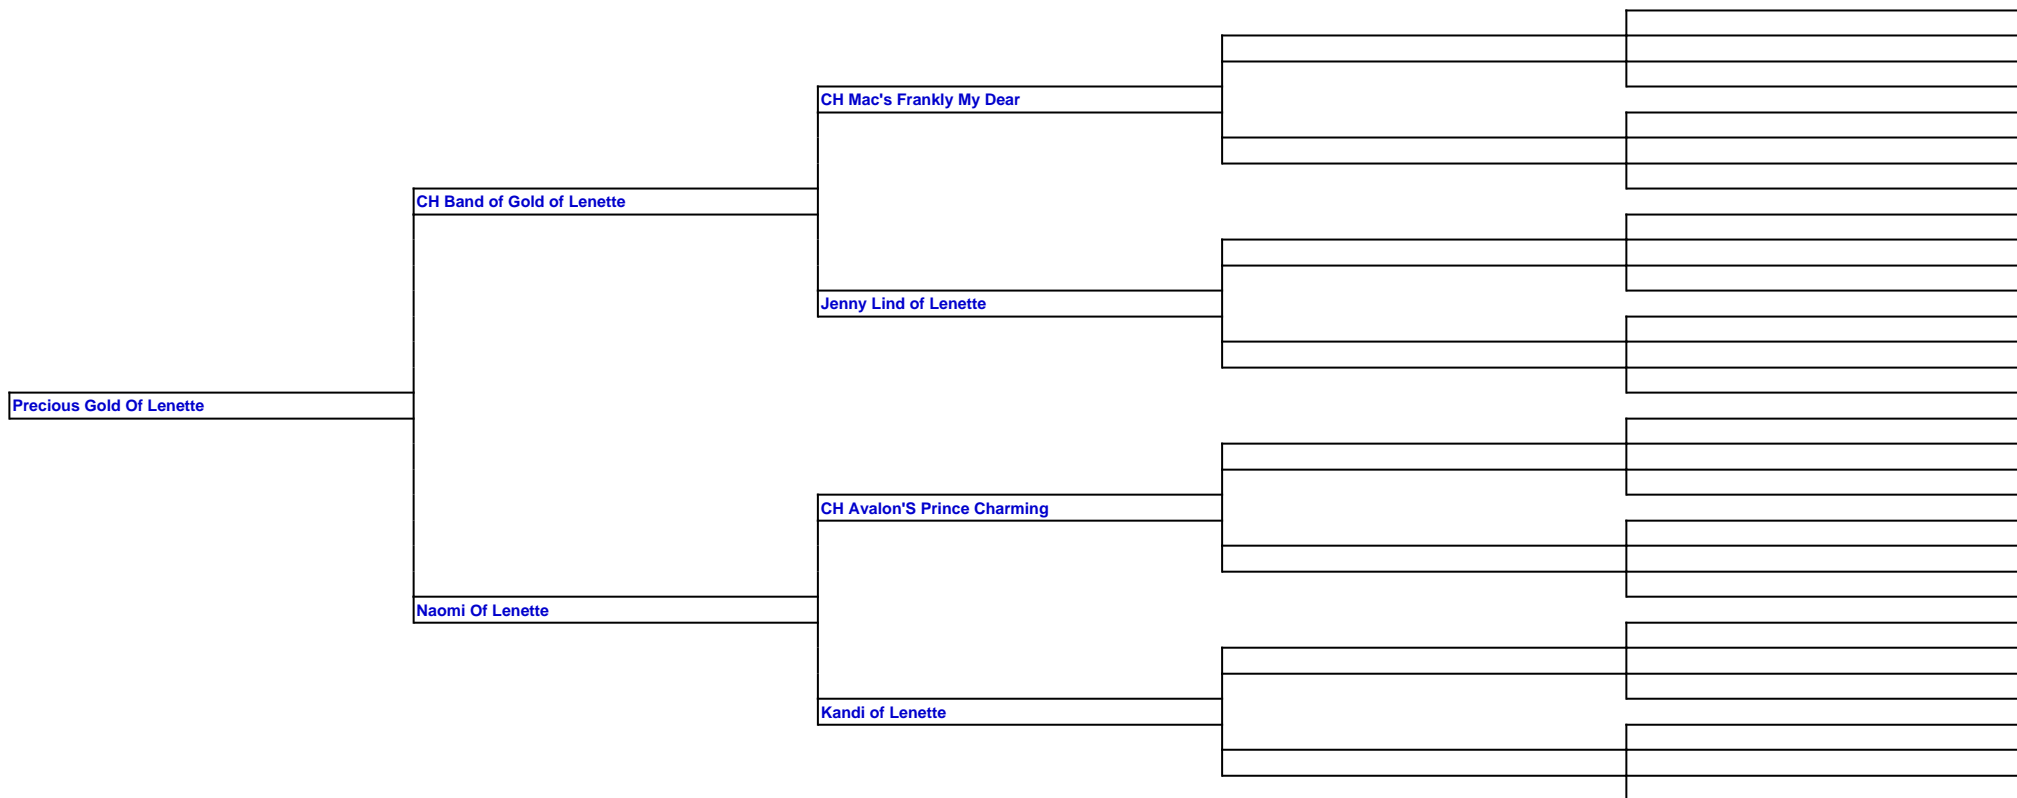 CH Mac's Frankly My Dear
CH Band of Gold of Lenette
Jenny Lind of Lenette
Precious Gold Of Lenette
CH Avalon'S Prince Charming
Naomi Of Lenette
Kandi of Lenette